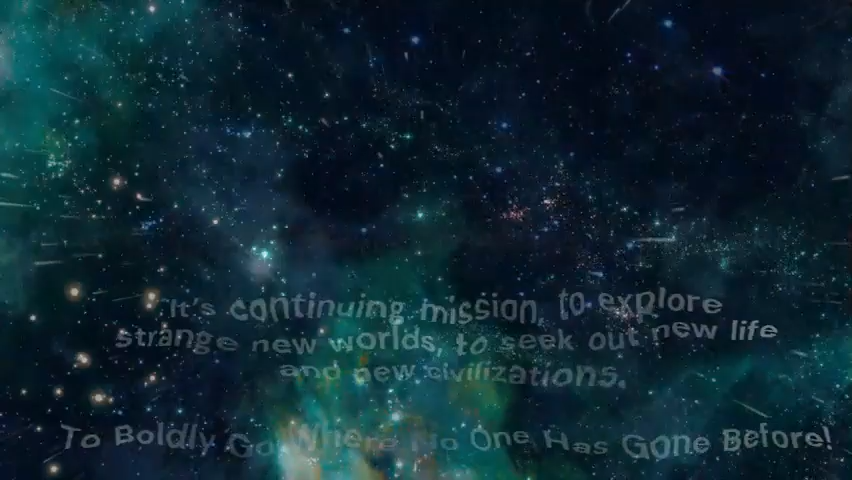 "It's continuing mission, to explore
strange new worlds, to seek out new life
and new civilizations.
To Boldly Go Where No One Has Gone Before!